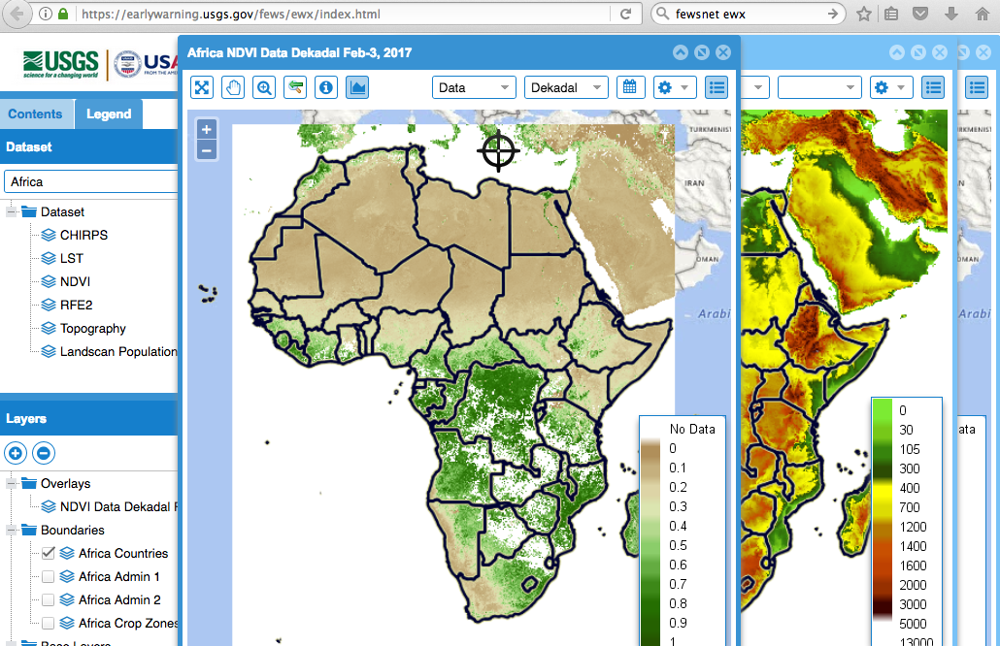 https://earlywarning.usgs.gov/fews/ewx/index.html
fewsnet ewx
USGS
science for a changing world
USA
FROM THE AMER
Africa NDVI Data Dekadal Feb-3, 2017
Data
Dekadal
Contents
Legend
Dataset
Africa
Dataset
CHIRPS
LST
NDVI
RFE2
Topography
Landscan Population
Layers
Overlays
NDVI Data Dekadal F
Boundaries
Africa Countries
Africa Admin 1
Africa Admin 2
Africa Crop Zones
Base Layers
+
−
TURKMENIST
IRAN
OMAN
Arabi
No Data
0
0.1
0.2
0.3
0.4
0.5
0.6
0.7
0.8
0.9
1
0
30
105
300
400
700
1200
1400
1600
2000
3000
5000
13000
RKMENIST
AN
OMAN
Arabi
ata